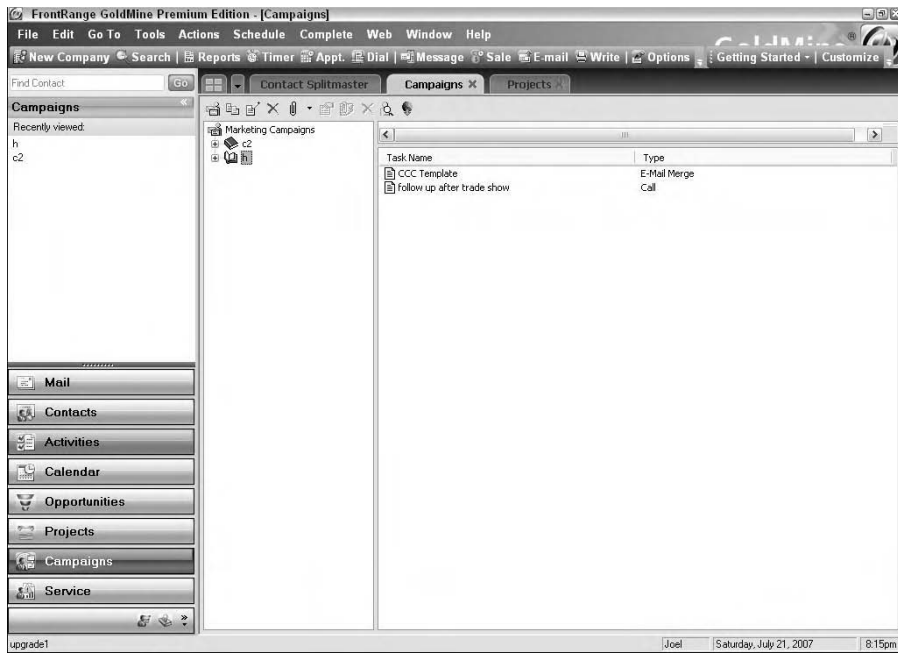 FrontRange GoldMine Premium Edition - [Campaigns]
File Edit Go To Tools Actions Schedule Complete Web Window Help
New Company Search Reports Timer Appt. Dial Message Sale E-mail Write Options Getting Started Customize
Find Contact Go Contact Splitmaster Campaigns Projects
Campaigns
Recently viewed:
h
c2
Marketing Campaigns
c2
h
Task Name Type
CCC Template E-Mail Merge
follow up after trade show Call
Mail
Contacts
Activities
Calendar
Opportunities
Projects
Campaigns
Service
upgrade1 Joel Saturday, July 21, 2007 8:15pm